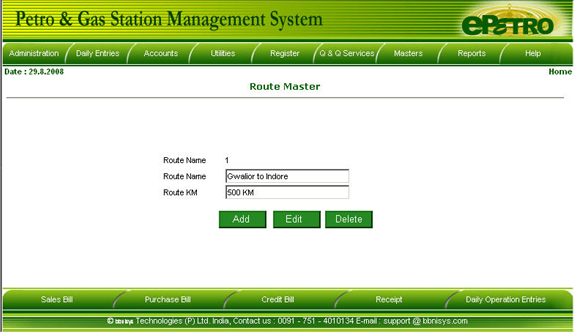 Petro & Gas Station Management System
ePetro
Administration Daily Entries Accounts Utilities Register Q & Q Services Masters Reports Help
Date : 29.8.2008 Home
Route Master
Route Name 1
Route Name Gwalior to Indore
Route KM 500 KM
Add Edit Delete
Sales Bill Purchase Bill Credit Bill Receipt Daily Operation Entries
© bbnisys Technologies (P) Ltd. India, Contact us : 0091 - 751 - 4010134 E-mail : support @ bbnisys.com